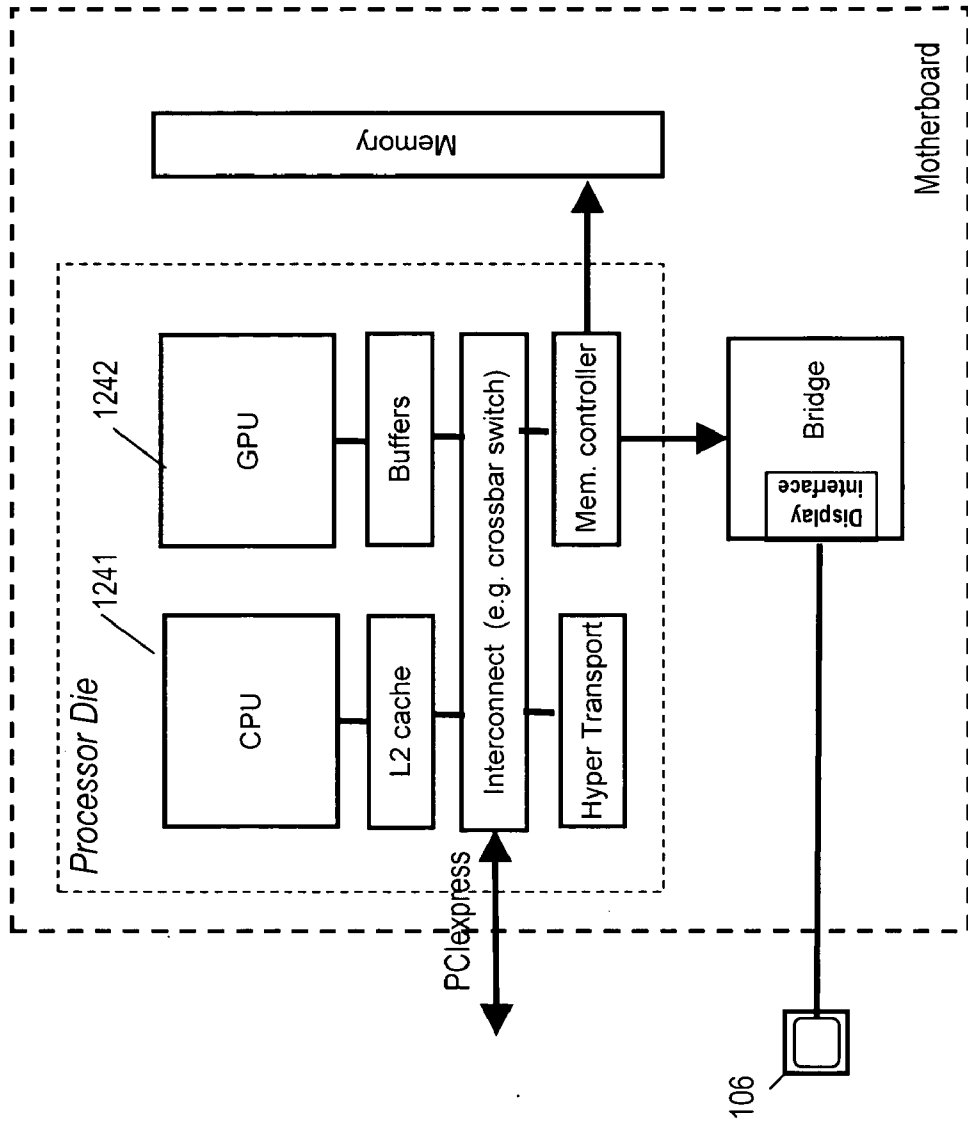 Motherboard
Processor Die
1241
1242
CPU
GPU
L2 cache
Buffers
PCIexpress
Interconnect (e.g. crossbar switch)
Hyper Transport
Mem. controller
Memory
Display
interface
Bridge
106